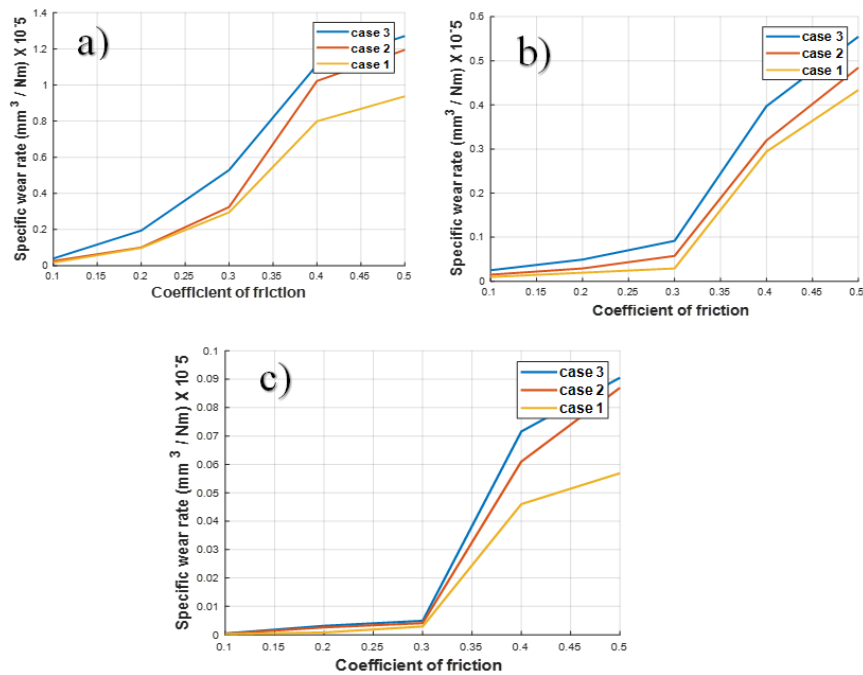 a)
Specific wear rate (mm³ / Nm) X 10⁻5
1.4
1.2
1
0.8
0.6
0.4
0.2
0
0.1 0.15 0.2 0.25 0.3 0.35 0.4 0.45 0.5
Coefficient of friction
case 3
case 2
case 1
b)
Specific wear rate (mm³ / Nm) X 10⁻5
0.6
0.5
0.4
0.3
0.2
0.1
0
0.1 0.15 0.2 0.25 0.3 0.35 0.4 0.45 0.5
Coefficient of friction
case 3
case 2
case 1
c)
Specific wear rate (mm³ / Nm) X 10⁻5
0.1
0.09
0.08
0.07
0.06
0.05
0.04
0.03
0.02
0.01
0
0.1 0.15 0.2 0.25 0.3 0.35 0.4 0.45 0.5
Coefficient of friction
case 3
case 2
case 1